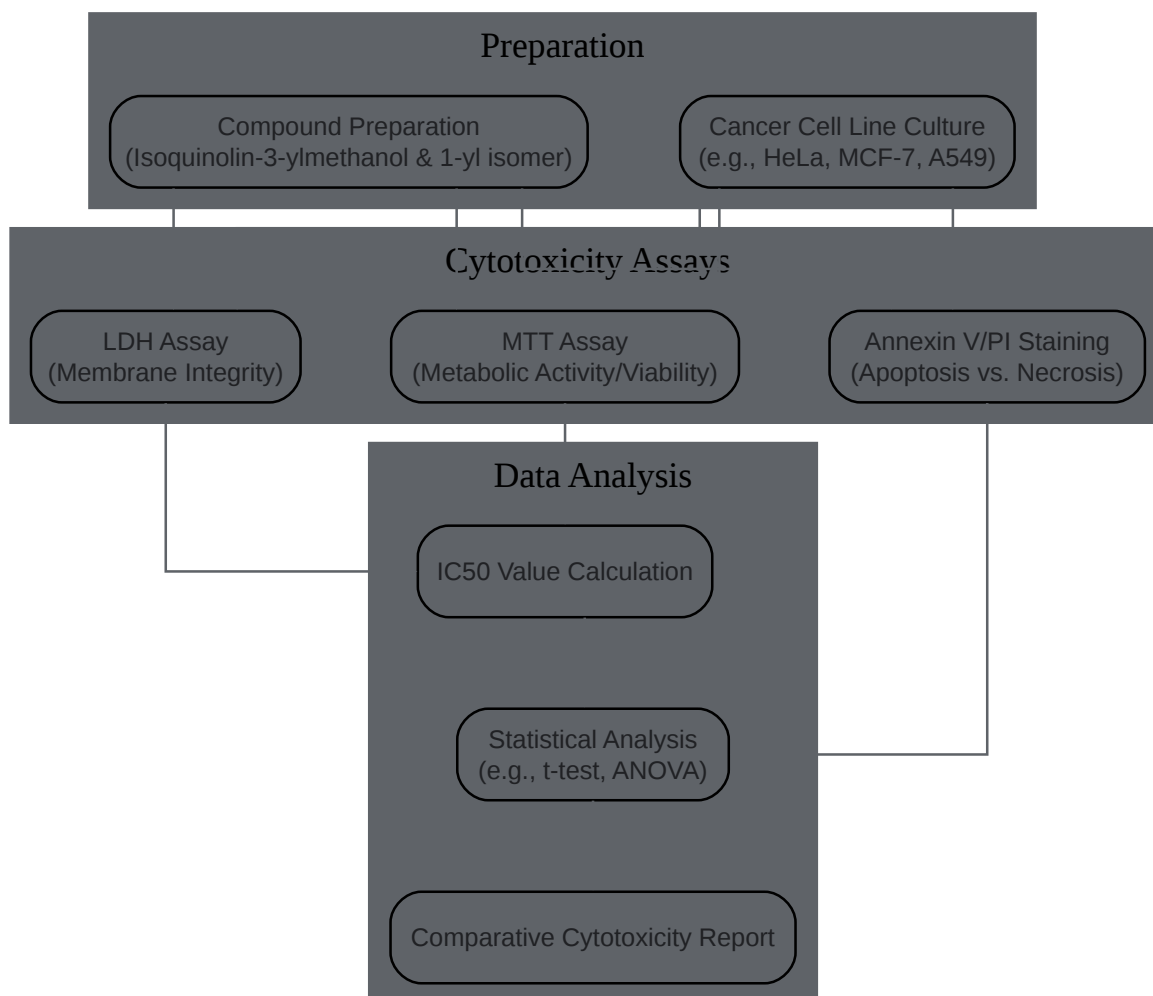 Preparation
Compound Preparation
(Isoquinolin-3-ylmethanol & 1-yl isomer)
Cancer Cell Line Culture
(e.g., HeLa, MCF-7, A549)
Cytotoxicity Assays
LDH Assay
(Membrane Integrity)
MTT Assay
(Metabolic Activity/Viability)
Annexin V/PI Staining
(Apoptosis vs. Necrosis)
Data Analysis
IC50 Value Calculation
Statistical Analysis
(e.g., t-test, ANOVA)
Comparative Cytotoxicity Report